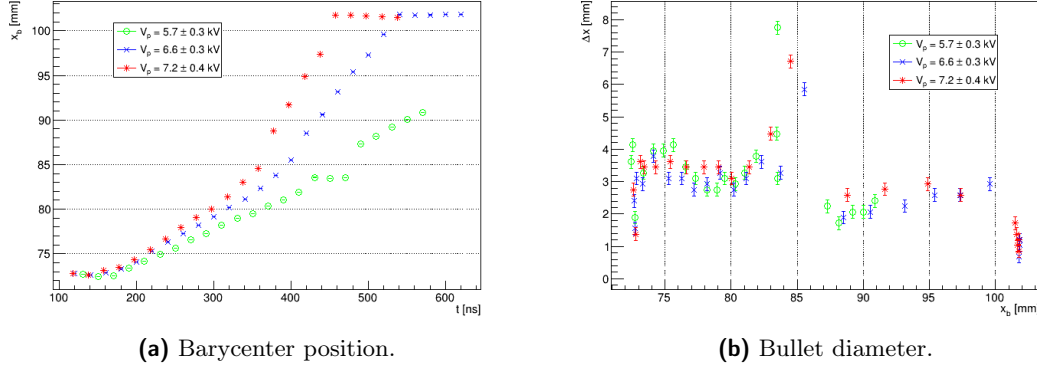 x_b [mm]
100
95
90
85
80
75
V_p = 5.7 ± 0.3 kV
V_p = 6.6 ± 0.3 kV
V_p = 7.2 ± 0.4 kV
100 200 300 400 500 600
t [ns]
(a) Barycenter position.
Δx [mm]
8
7
6
5
4
3
2
1
0
V_p = 5.7 ± 0.3 kV
V_p = 6.6 ± 0.3 kV
V_p = 7.2 ± 0.4 kV
75 80 85 90 95 100
x_b [mm]
(b) Bullet diameter.